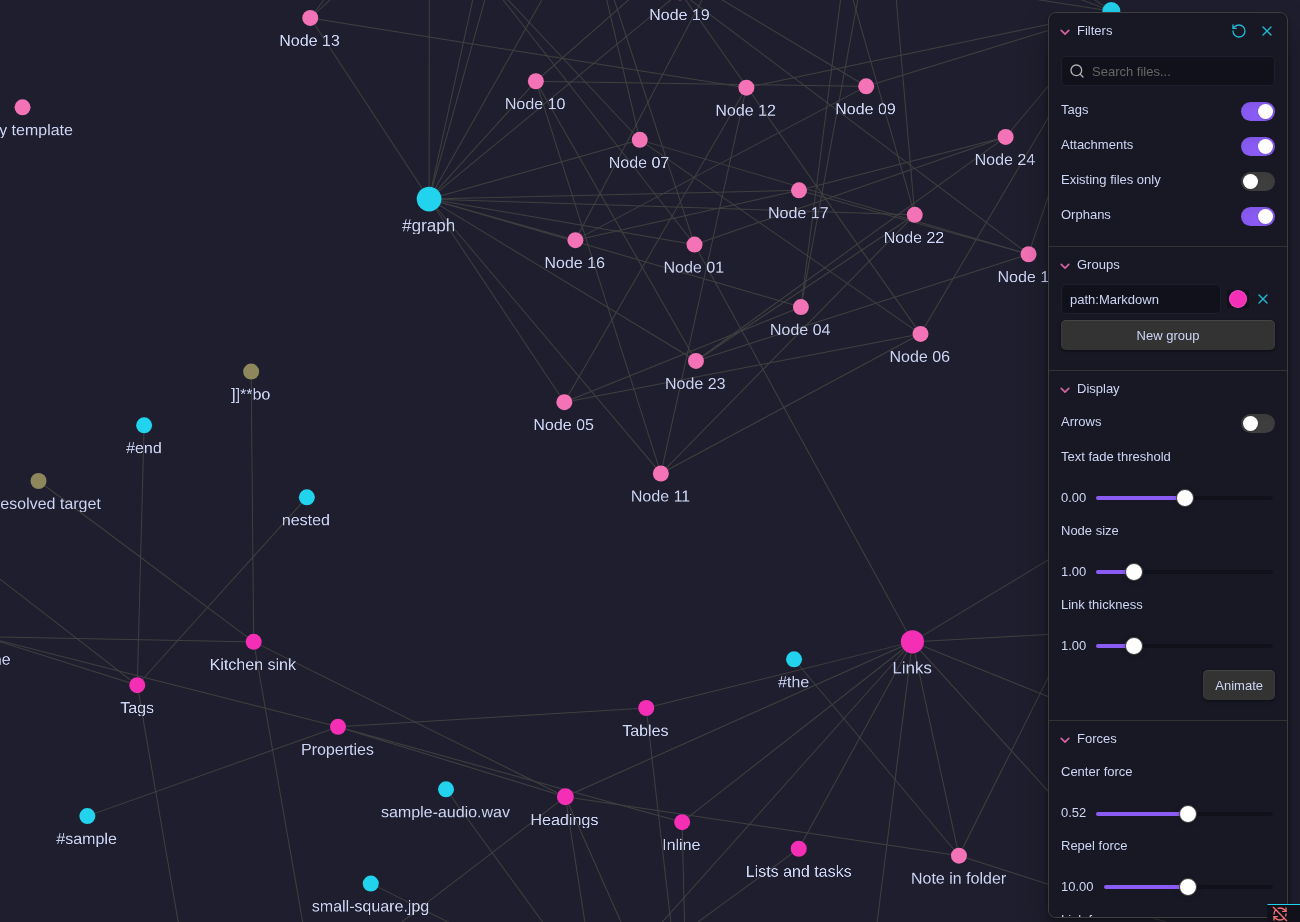 Node 19
Node 13
Node 10
Node 12
Node 09
y template
Node 07
Node 24
Node 17
#graph
Node 22
Node 16
Node 01
Node 1
Node 04
Node 06
Node 23
]]**bo
Node 05
#end
Node 11
esolved target
nested
e
Kitchen sink
#the
Links
Tags
Tables
Properties
sample-audio.wav
Headings
#sample
Inline
Lists and tasks
Note in folder
small-square.jpg
Filters
Search files...
Tags
Attachments
Existing files only
Orphans
Groups
path:Markdown
New group
Display
Arrows
Text fade threshold
0.00
Node size
1.00
Link thickness
1.00
Animate
Forces
Center force
0.52
Repel force
10.00